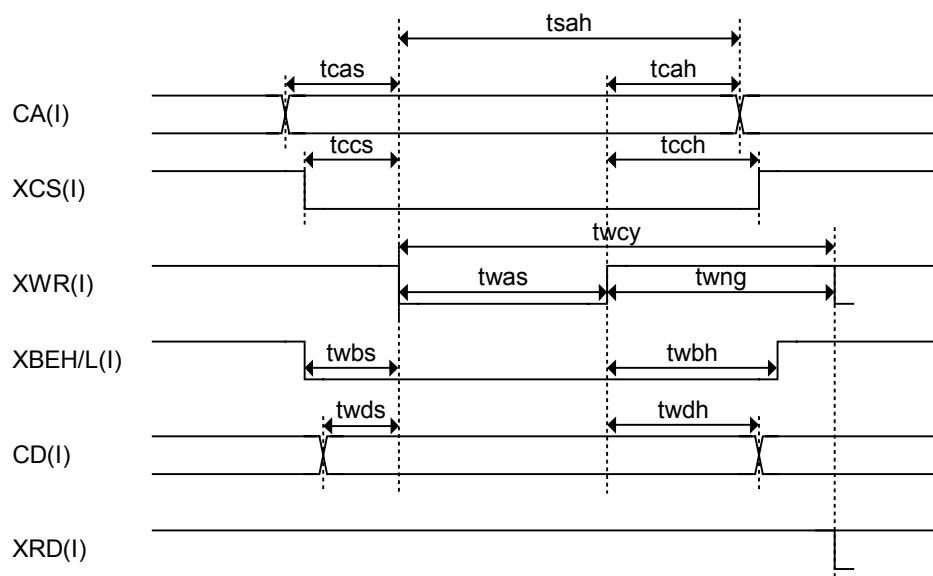 tsah
tcas
tcah
CA(I)
tccs
tcch
XCS(I)
twcy
XWR(I)
twas
twng
XBEH/L(I)
twbs
twbh
twds
twdh
CD(I)
XRD(I)